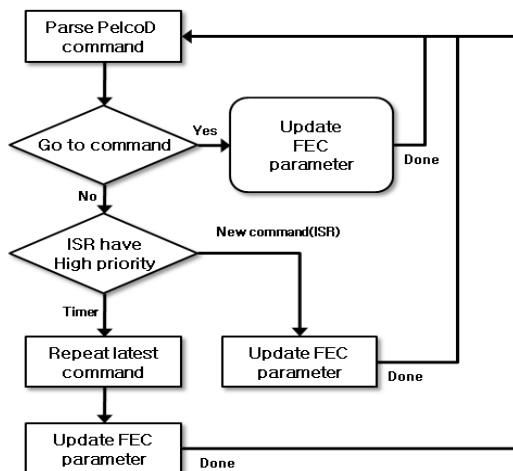 Parse PelcoD
command
Go to command
Yes
Update
FEC
parameter
Done
No
ISR have
High priority
New command(ISR)
Timer
Repeat latest
command
Update FEC
parameter
Done
Update FEC
parameter
Done